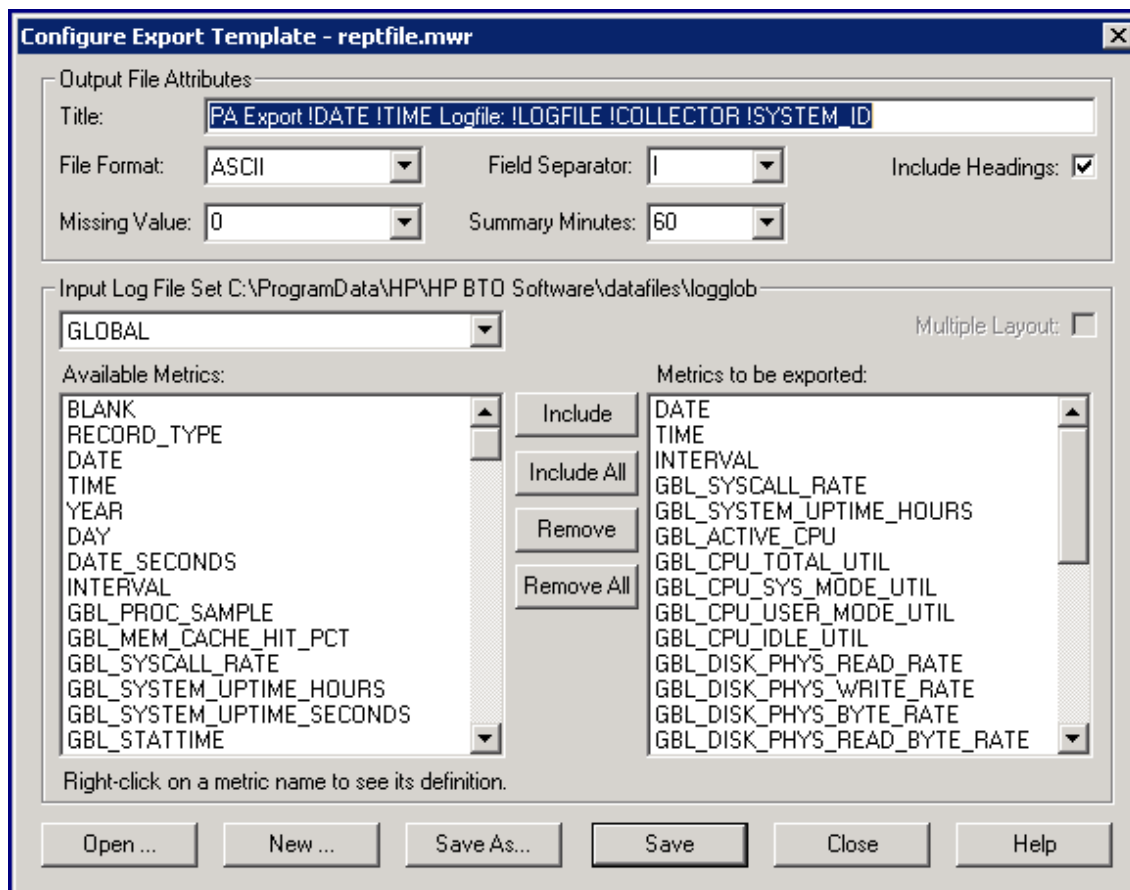 Configure Export Template - reptfile.mwr
Output File Attributes
Title: PA Export !DATE !TIME Logfile: !LOGFILE !COLLECTOR !SYSTEM_ID
File Format: ASCII Field Separator: | Include Headings:
Missing Value: 0 Summary Minutes: 60
Input Log File Set C:\ProgramData\HP\HP BTO Software\datafiles\logglob
GLOBAL Multiple Layout:
Available Metrics:
BLANK
RECORD_TYPE
DATE
TIME
YEAR
DAY
DATE_SECONDS
INTERVAL
GBL_PROC_SAMPLE
GBL_MEM_CACHE_HIT_PCT
GBL_SYSCALL_RATE
GBL_SYSTEM_UPTIME_HOURS
GBL_SYSTEM_UPTIME_SECONDS
GBL_STATTIME
Include
Include All
Remove
Remove All
Metrics to be exported:
DATE
TIME
INTERVAL
GBL_SYSCALL_RATE
GBL_SYSTEM_UPTIME_HOURS
GBL_ACTIVE_CPU
GBL_CPU_TOTAL_UTIL
GBL_CPU_SYS_MODE_UTIL
GBL_CPU_USER_MODE_UTIL
GBL_CPU_IDLE_UTIL
GBL_DISK_PHYS_READ_RATE
GBL_DISK_PHYS_WRITE_RATE
GBL_DISK_PHYS_BYTE_RATE
GBL_DISK_PHYS_READ_BYTE_RATE
Right-click on a metric name to see its definition.
Open ... New ... Save As... Save Close Help